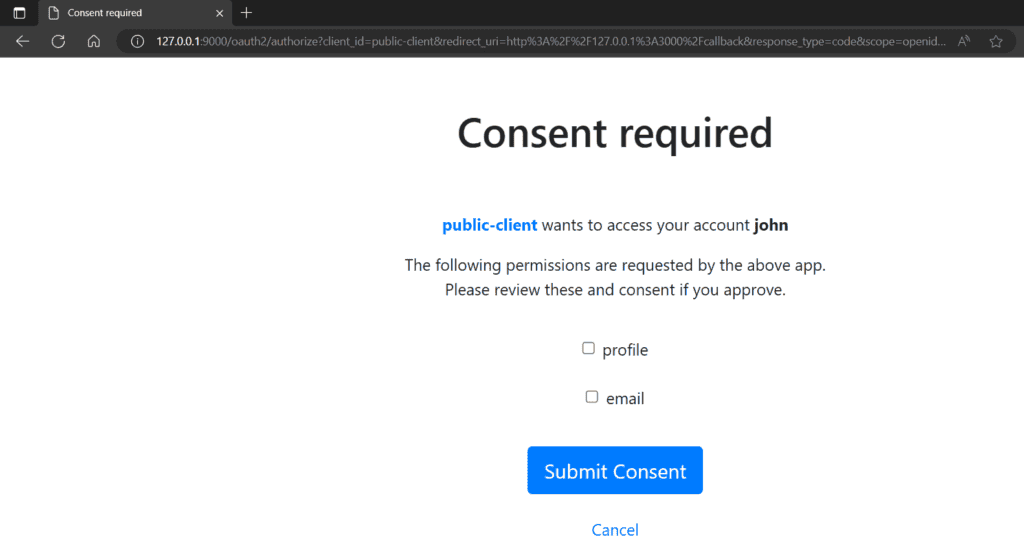 Consent required
127.0.0.1:9000/oauth2/authorize?client_id=public-client&redirect_uri=http%3A%2F%2F127.0.0.1%3A3000%2Fcallback&response_type=code&scope=openid...
Consent required
public-client wants to access your account john
The following permissions are requested by the above app.
Please review these and consent if you approve.
profile
email
Submit Consent
Cancel